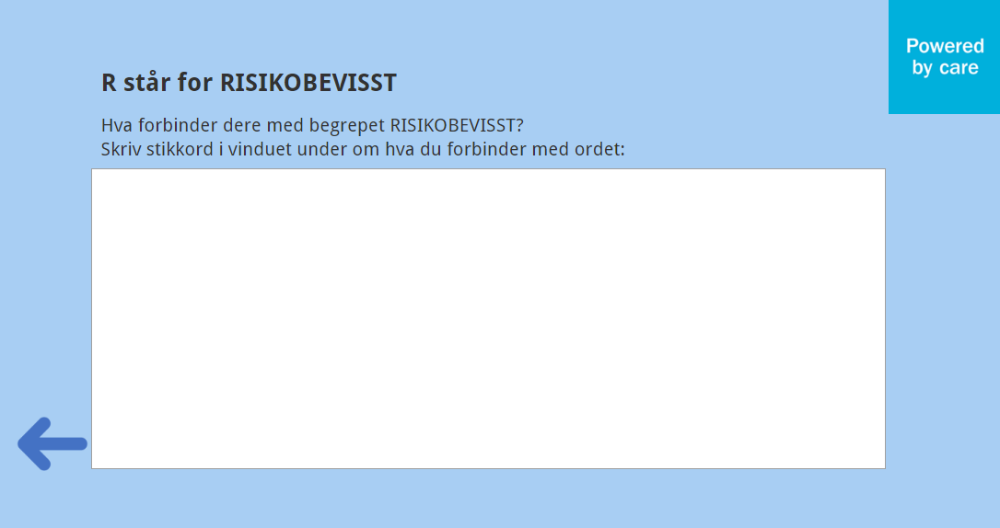 Powered
by care
R står for RISIKOBEVISST
Hva forbinder dere med begrepet RISIKOBEVISST?
Skriv stikkord i vinduet under om hva du forbinder med ordet: